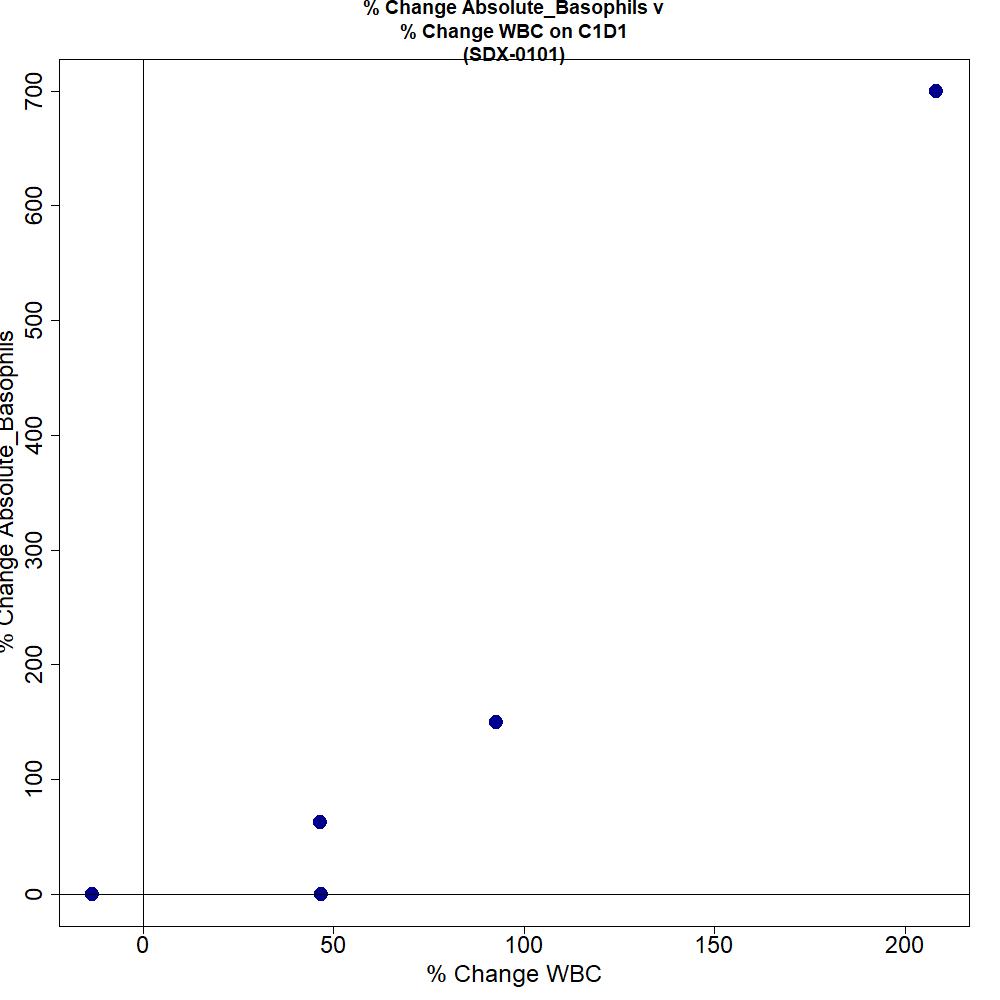 % Change Absolute_Basophils v
% Change WBC on C1D1
(SDX-0101)
% Change Absolute_Basophils
700
600
500
400
300
200
100
0
0 50 100 150 200
% Change WBC